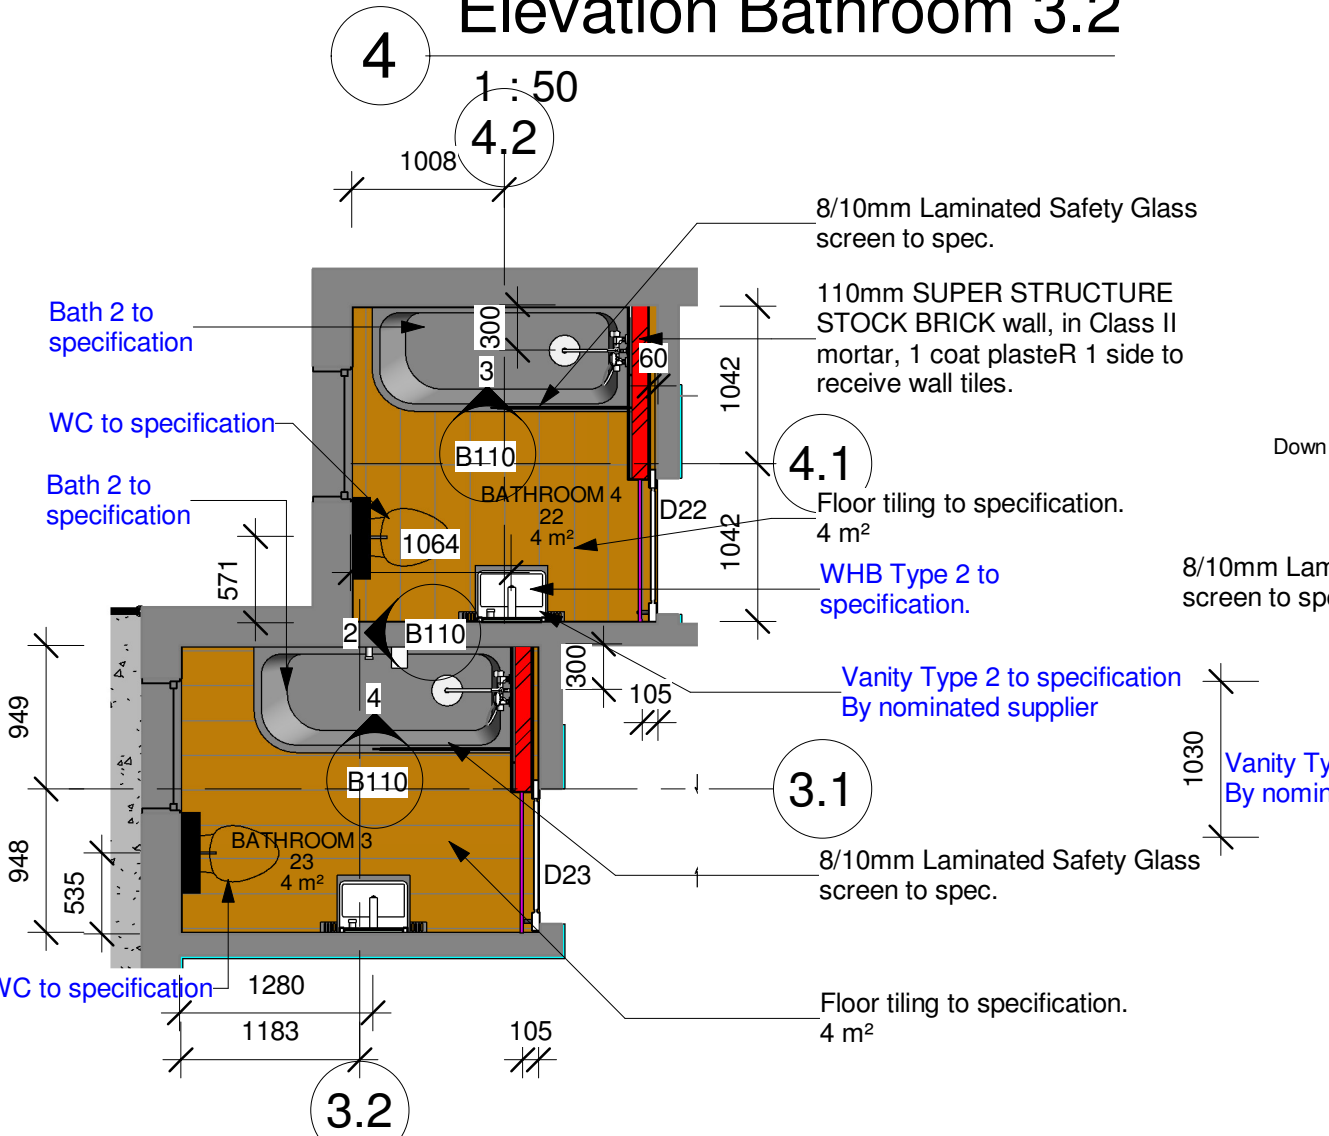 Elevation Bathroom 3.2
4
1 : 50
4.2
1008
8/10mm Laminated Safety Glass
screen to spec.
110mm SUPER STRUCTURE
STOCK BRICK wall, in Class II
mortar, 1 coat plasteR 1 side to
receive wall tiles.
Bath 2 to
specification
300
60
3
1042
WC to specification
B110
4.1
Down
Bath 2 to
specification
BATHROOM 4
22
4 m²
D22
Floor tiling to specification.
4 m²
1064
1042
571
WHB Type 2 to
specification.
8/10mm Lam
screen to spe
2
B110
300
105
Vanity Type 2 to specification
By nominated supplier
949
4
B110
3.1
1030
Vanity Ty
By nomin
948
535
BATHROOM 3
23
4 m²
D23
8/10mm Laminated Safety Glass
screen to spec.
WC to specification
1280
1183
105
Floor tiling to specification.
4 m²
3.2